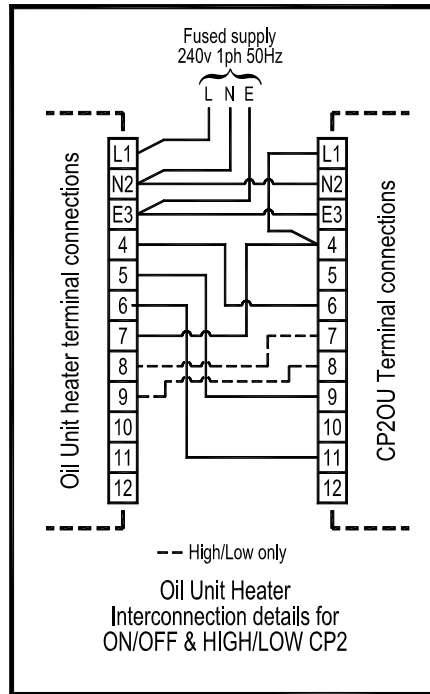 Fused supply
240v 1ph 50Hz
L N E
Oil Unit heater terminal connections
L1
N2
E3
4
5
6
7
8
9
10
11
12
L1
N2
E3
4
5
6
7
8
9
10
11
12
CP2OU Terminal connections
High/Low only
Oil Unit Heater
Interconnection details for
ON/OFF & HIGH/LOW CP2